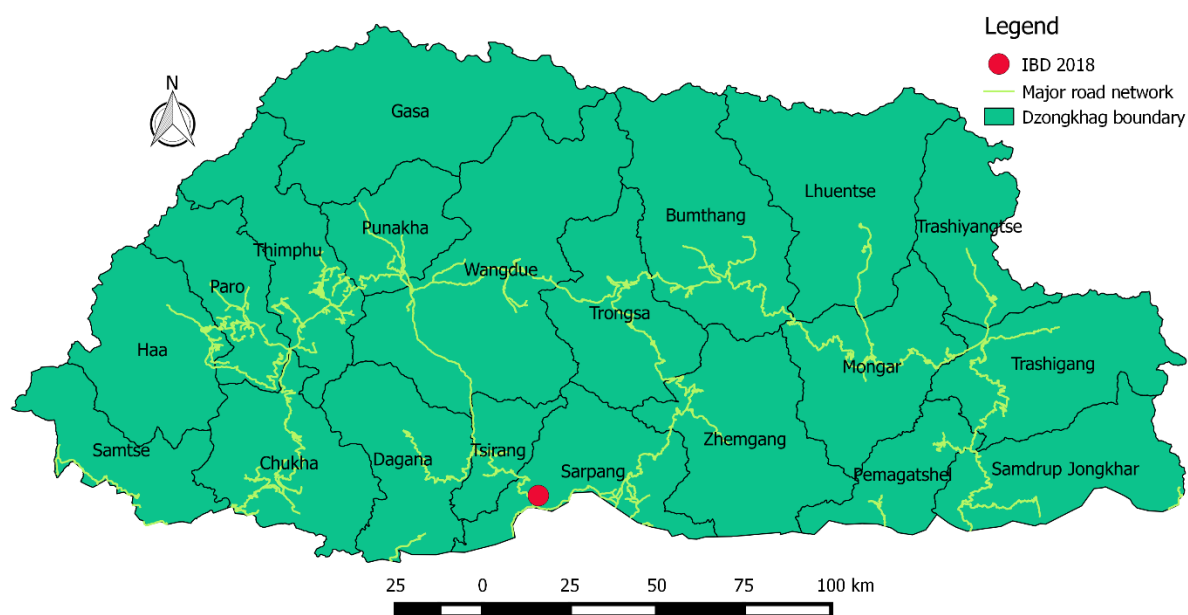 Legend
IBD 2018
Major road network
Dzongkhag boundary
N
Gasa
Lhuentse
Bumthang
Trashiyangtse
Punakha
Thimphu
Wangdue
Paro
Trongsa
Haa
Mongar
Trashigang
Zhemgang
Samtse
Chukha
Dagana
Tsirang
Sarpang
Pemagatshel
Samdrup Jongkhar
25 0 25 50 75 100 km